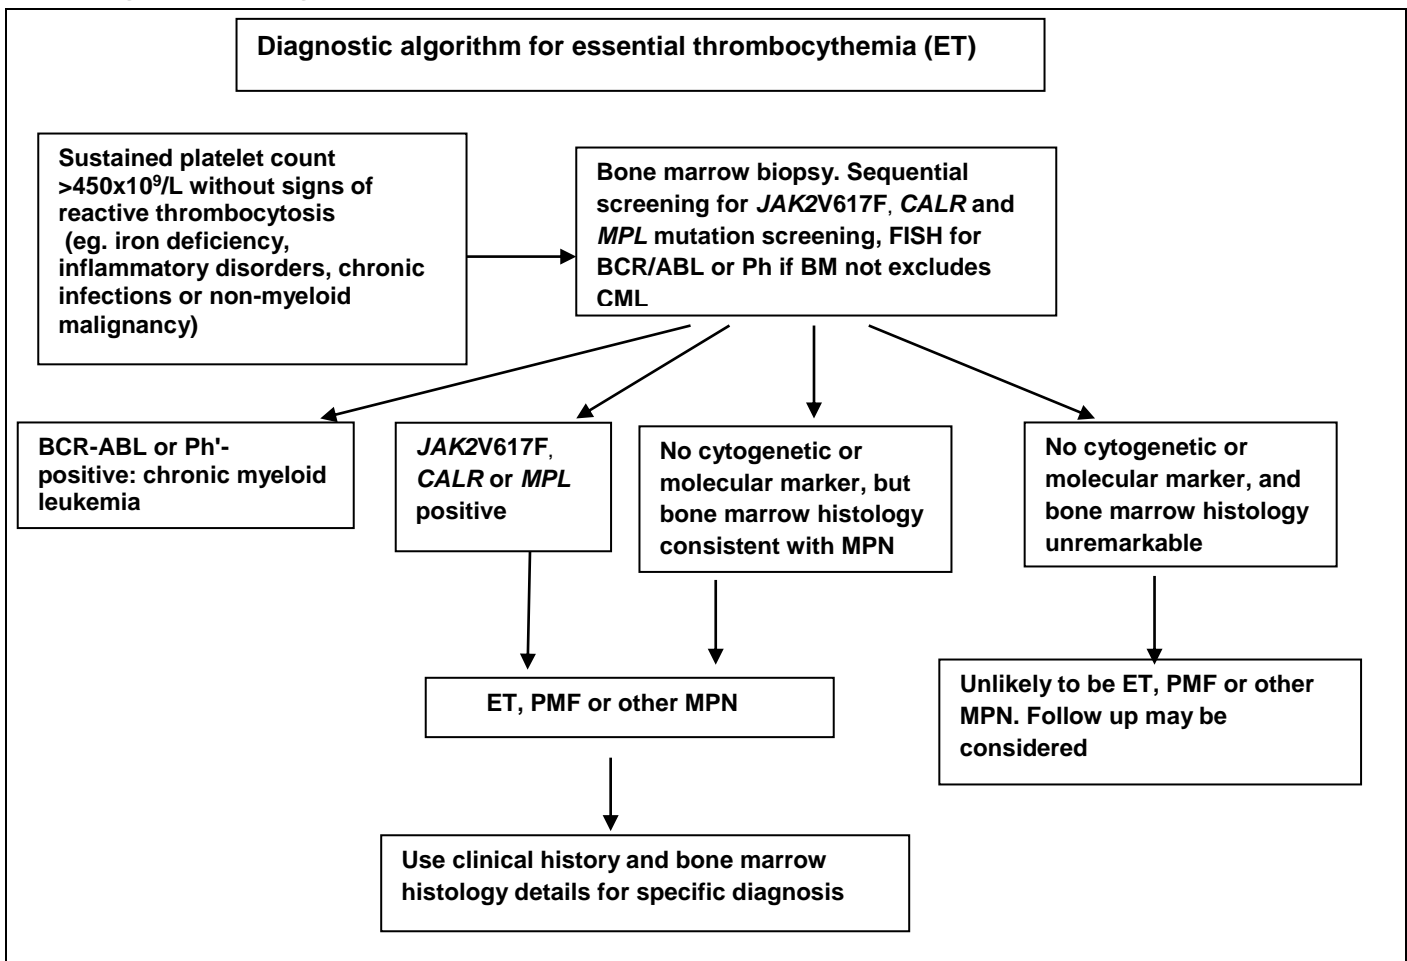 Diagnostic algorithm for essential thrombocythemia (ET)
Sustained platelet count
>450x10⁹/L without signs of
reactive thrombocytosis
(eg. iron deficiency,
inflammatory disorders, chronic
infections or non-myeloid
malignancy)
Bone marrow biopsy. Sequential
screening for JAK2V617F, CALR and
MPL mutation screening, FISH for
BCR/ABL or Ph if BM not excludes
CML
BCR-ABL or Ph'-
positive: chronic myeloid
leukemia
JAK2V617F,
CALR or MPL
positive
No cytogenetic or
molecular marker, but
bone marrow histology
consistent with MPN
No cytogenetic or
molecular marker, and
bone marrow histology
unremarkable
ET, PMF or other MPN
Unlikely to be ET, PMF or other
MPN. Follow up may be
considered
Use clinical history and bone marrow
histology details for specific diagnosis